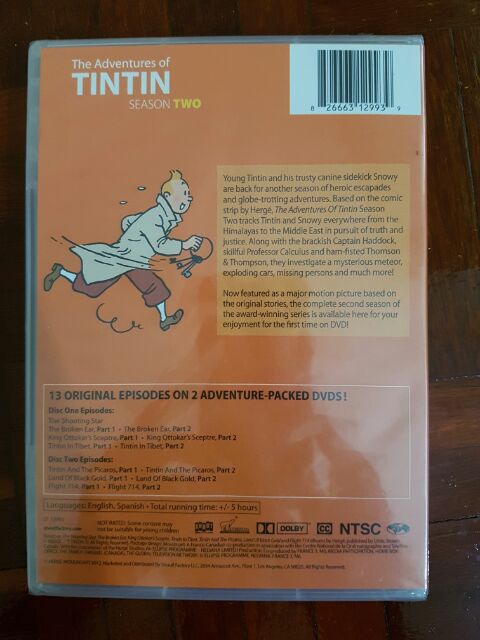 The Adventures of
TINTIN
SEASON TWO
8 26663 12993 9
Young Tintin and his trusty canine sidekick Snowy
are back for another season of heroic escapades
and globe-trotting adventures. Based on the comic
strip by Hergé, The Adventures Of Tintin Season
Two tracks Tintin and Snowy everywhere from the
Himalayas to the Middle East in pursuit of truth and
justice. Along with the brackish Captain Haddock,
skillful Professor Calculus and ham-fisted Thomson
& Thompson, they investigate a mysterious meteor,
exploding cars, missing persons and much more!
Now featured as a major motion picture based on
the original stories, the complete second season of
the award-winning series is available here for your
enjoyment for the first time on DVD!
13 ORIGINAL EPISODES ON 2 ADVENTURE-PACKED DVDS!
Disc One Episodes:
The Shooting Star
The Broken Ear, Part 1 • The Broken Ear, Part 2
King Ottokar's Sceptre, Part 1 • King Ottokar's Sceptre, Part 2
Tintin In Tibet, Part 1 • Tintin In Tibet, Part 2
Disc Two Episodes:
Tintin And The Picaros, Part 1 • Tintin And The Picaros, Part 2
Land Of Black Gold, Part 1 • Land Of Black Gold, Part 2
Flight 714, Part 1 • Flight 714, Part 2
Languages: English, Spanish • Total running time: +/- 5 hours
NOT RATED: Some content may
not be suitable for young children
DOLBY
CC
NTSC